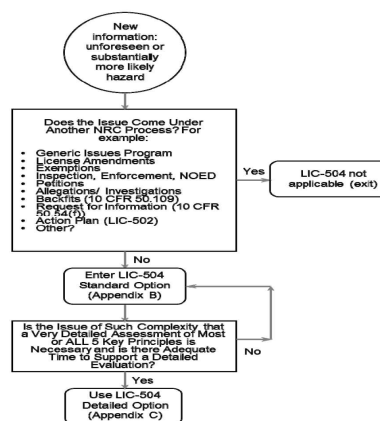 New
information:
unforeseen or
substantially
more likely
hazard
Does the Issue Come Under
Another NRC Process? For
example:
• Generic Issues Program
• License Amendments
• Exemptions
• Inspection, Enforcement, NOED
• Petitions
• Allegations/ Investigations
• Backfits (10 CFR 50.109)
• Request for Information (10 CFR
50.54(f))
• Action Plan (LIC-502)
• Other?
Yes
LIC-504 not
applicable (exit)
No
Enter LIC-504
Standard Option
(Appendix B)
Is the Issue of Such Complexity that
a Very Detailed Assessment of Most
or ALL 5 Key Principles is
Necessary and is there Adequate
Time to Support a Detailed
Evaluation?
No
Yes
Use LIC-504
Detailed Option
(Appendix C)